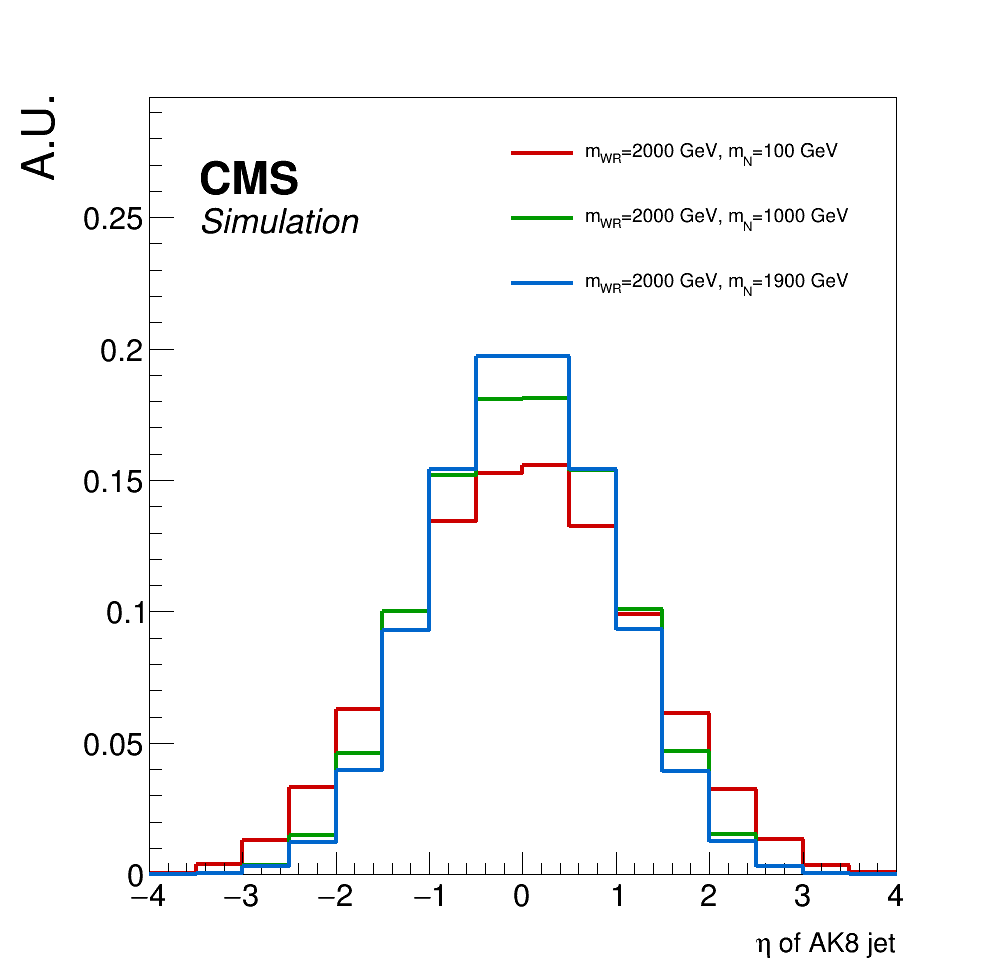 A.U.
CMS
Simulation
m_WR=2000 GeV, m_N=100 GeV
m_WR=2000 GeV, m_N=1000 GeV
m_WR=2000 GeV, m_N=1900 GeV
0.25
0.2
0.15
0.1
0.05
0
−4 −3 −2 −1 0 1 2 3 4
η of AK8 jet